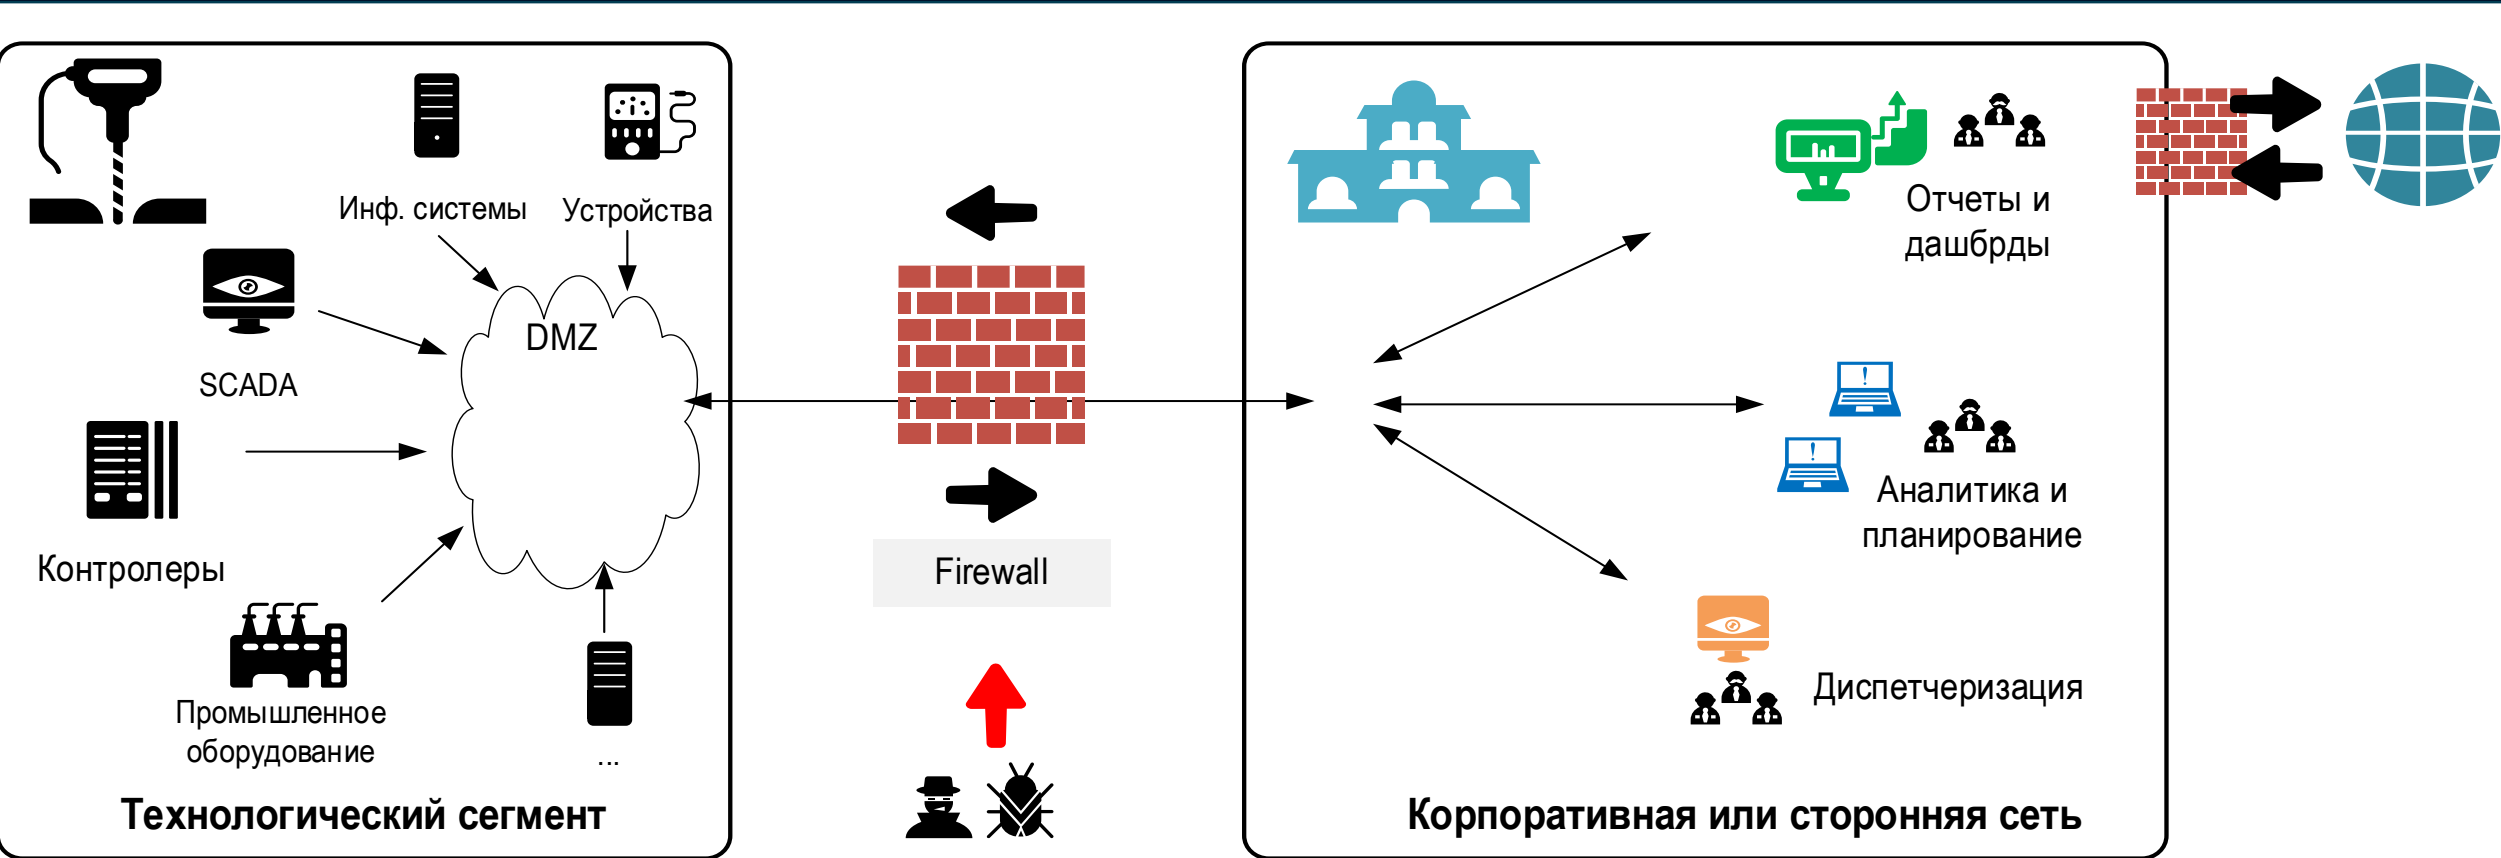 Инф. системы
Устройства
SCADA
DMZ
Контролеры
Промышленное
оборудование
...
Технологический сегмент
Firewall
Отчеты и
дашбрды
Аналитика и
планирование
Диспетчеризация
Корпоративная или сторонняя сеть